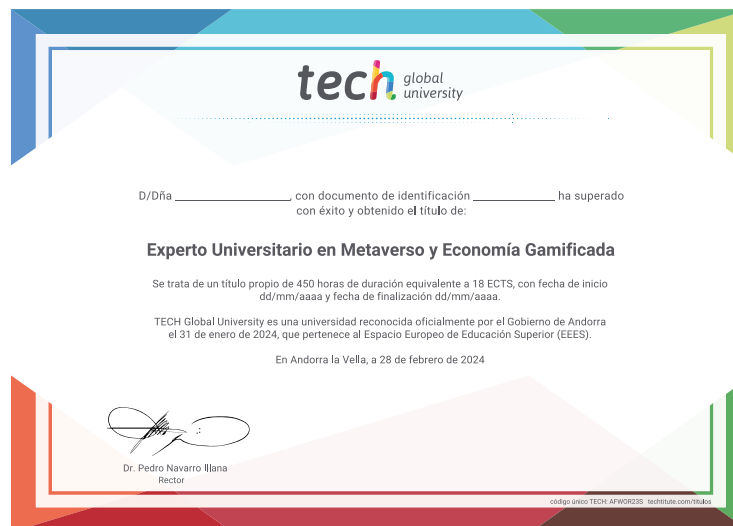 tech global university
D/Dña ________________, con documento de identificación ____________ ha superado
con éxito y obtenido el título de:
Experto Universitario en Metaverso y Economía Gamificada
Se trata de un título propio de 450 horas de duración equivalente a 18 ECTS, con fecha de inicio
dd/mm/aaaa y fecha de finalización dd/mm/aaaa.
TECH Global University es una universidad reconocida oficialmente por el Gobierno de Andorra
el 31 de enero de 2024, que pertenece al Espacio Europeo de Educación Superior (EEES).
En Andorra la Vella, a 28 de febrero de 2024
Dr. Pedro Navarro Illana
Rector
código único TECH: AFWOR23S techtitute.com/titulos